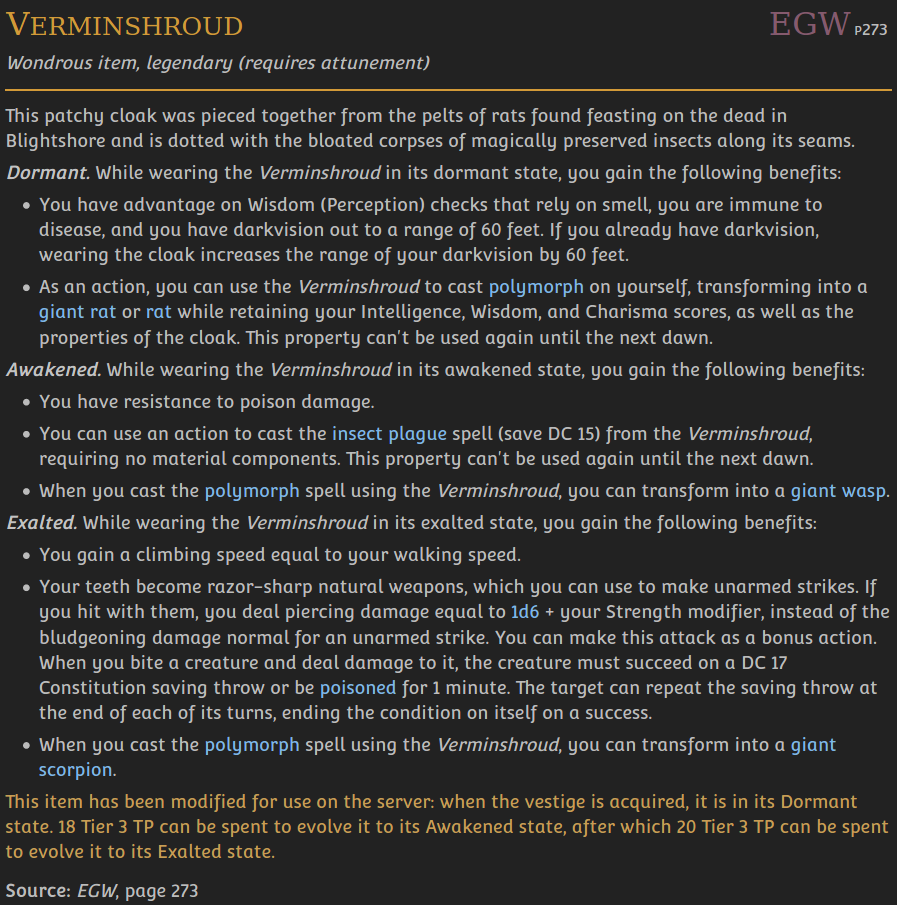 VERMINSHROUD EGW P273
Wondrous item, legendary (requires attunement)
This patchy cloak was pieced together from the pelts of rats found feasting on the dead in
Blightshore and is dotted with the bloated corpses of magically preserved insects along its seams.
Dormant. While wearing the Verminshroud in its dormant state, you gain the following benefits:
• You have advantage on Wisdom (Perception) checks that rely on smell, you are immune to
disease, and you have darkvision out to a range of 60 feet. If you already have darkvision,
wearing the cloak increases the range of your darkvision by 60 feet.
• As an action, you can use the Verminshroud to cast polymorph on yourself, transforming into a
giant rat or rat while retaining your Intelligence, Wisdom, and Charisma scores, as well as the
properties of the cloak. This property can't be used again until the next dawn.
Awakened. While wearing the Verminshroud in its awakened state, you gain the following benefits:
• You have resistance to poison damage.
• You can use an action to cast the insect plague spell (save DC 15) from the Verminshroud,
requiring no material components. This property can't be used again until the next dawn.
• When you cast the polymorph spell using the Verminshroud, you can transform into a giant wasp.
Exalted. While wearing the Verminshroud in its exalted state, you gain the following benefits:
• You gain a climbing speed equal to your walking speed.
• Your teeth become razor-sharp natural weapons, which you can use to make unarmed strikes. If
you hit with them, you deal piercing damage equal to 1d6 + your Strength modifier, instead of the
bludgeoning damage normal for an unarmed strike. You can make this attack as a bonus action.
When you bite a creature and deal damage to it, the creature must succeed on a DC 17
Constitution saving throw or be poisoned for 1 minute. The target can repeat the saving throw at
the end of each of its turns, ending the condition on itself on a success.
• When you cast the polymorph spell using the Verminshroud, you can transform into a giant
scorpion.
This item has been modified for use on the server: when the vestige is acquired, it is in its Dormant
state. 18 Tier 3 TP can be spent to evolve it to its Awakened state, after which 20 Tier 3 TP can be spent
to evolve it to its Exalted state.
Source: EGW, page 273